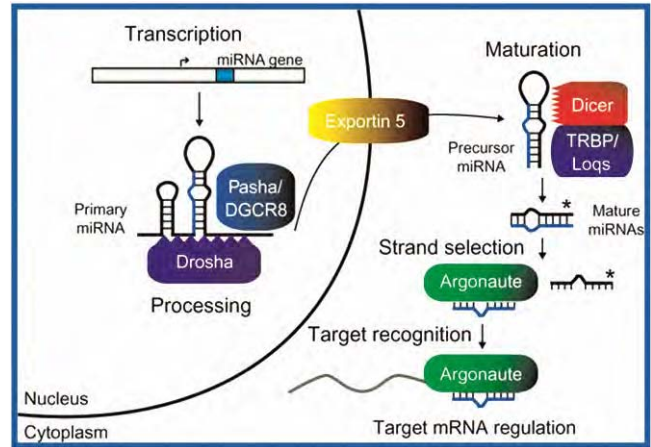 Transcription
miRNA gene
Pasha/
DGCR8
Primary
miRNA
Drosha
Processing
Nucleus
Cytoplasm
Exportin 5
Maturation
Dicer
TRBP/
Loqs
Precursor
miRNA
*
Mature
miRNAs
Strand selection
Argonaute
*
Target recognition
Argonaute
Target mRNA regulation